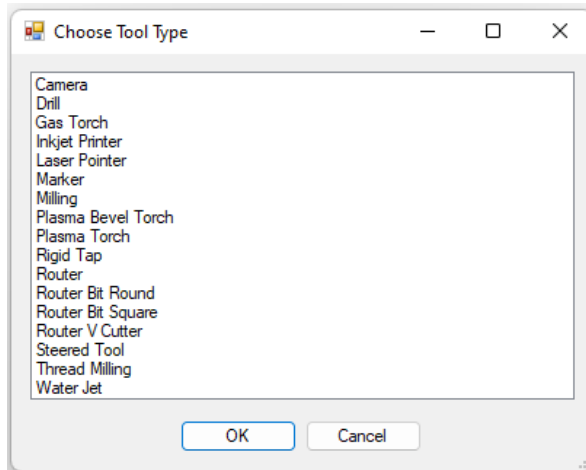 Choose Tool Type
Camera
Drill
Gas Torch
Inkjet Printer
Laser Pointer
Marker
Milling
Plasma Bevel Torch
Plasma Torch
Rigid Tap
Router
Router Bit Round
Router Bit Square
Router V Cutter
Steered Tool
Thread Milling
Water Jet
OK Cancel